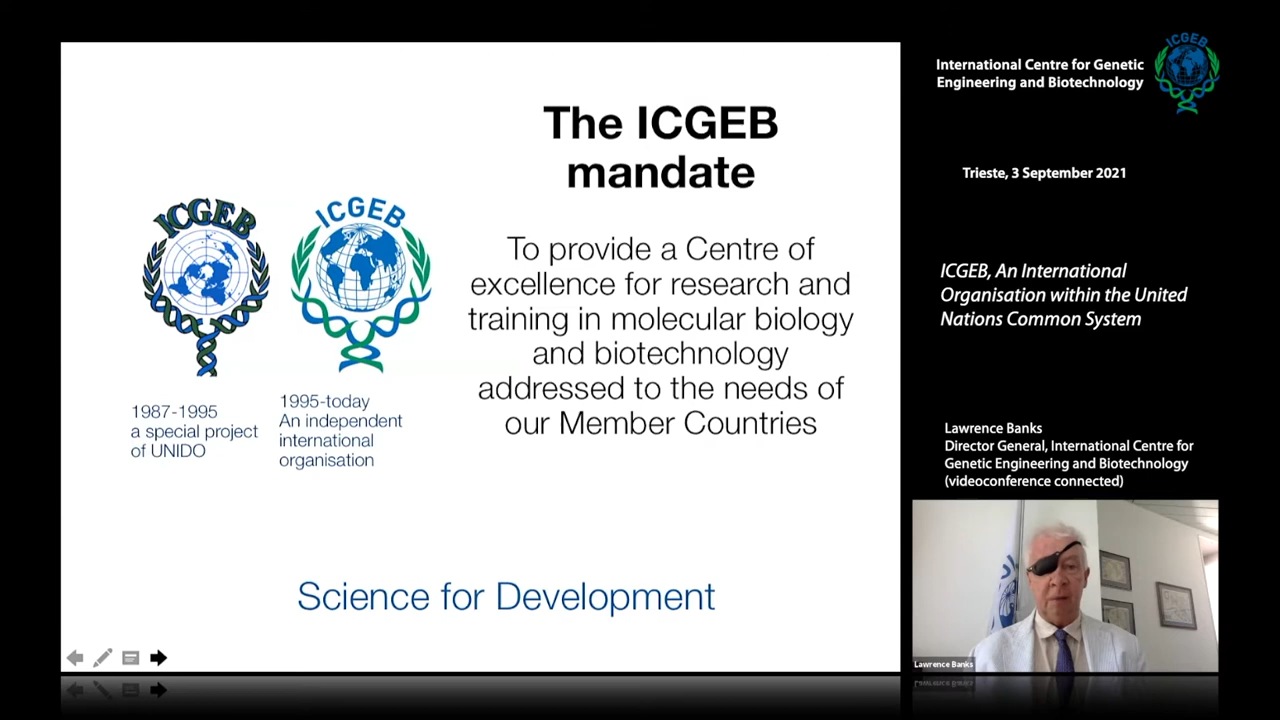 The ICGEB
mandate
ICGEB
ICGEB
To provide a Centre of
excellence for research and
training in molecular biology
and biotechnology
addressed to the needs of
our Member Countries
1987-1995
a special project
of UNIDO
1995-today
An independent
international
organisation
Science for Development
International Centre for Genetic
Engineering and Biotechnology
ICGEB
Trieste, 3 September 2021
ICGEB, An International
Organisation within the United
Nations Common System
Lawrence Banks
Director General, International Centre for
Genetic Engineering and Biotechnology
(videoconference connected)
Lawrence Banks